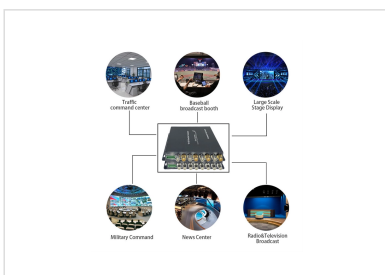 Traffic
command center
Baseball
broadcast booth
Large Scale
Stage Display
Military Command
News Center
Radio&Television
Broadcast